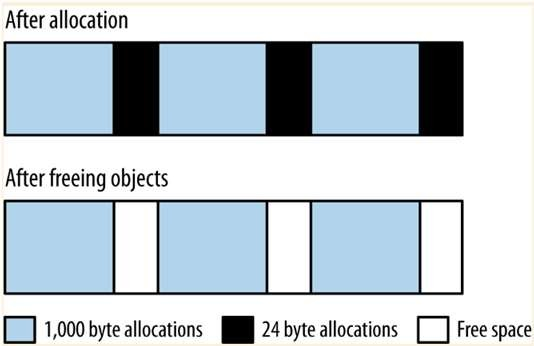 After allocation
After freeing objects
1,000 byte allocations 24 byte allocations Free space